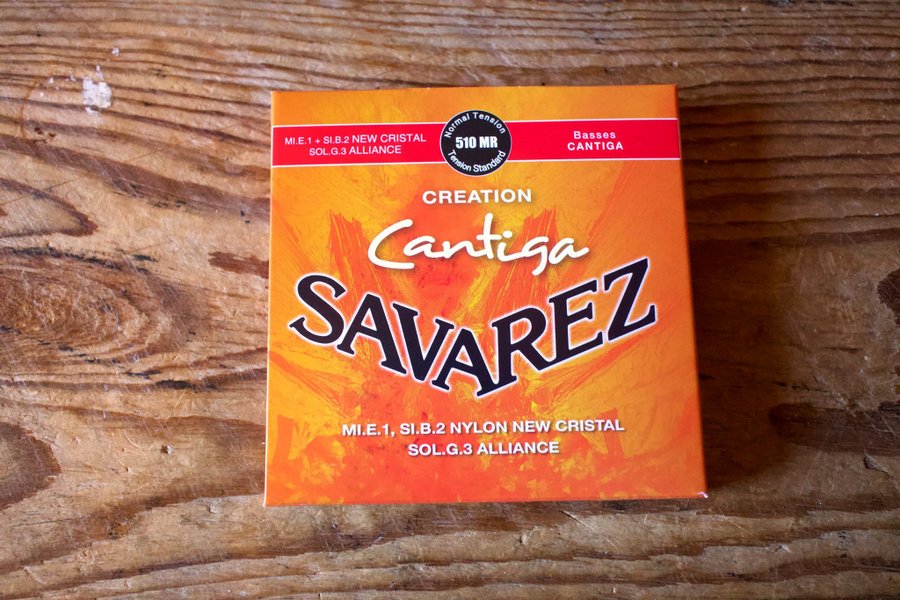 MI.E.1 + SI.B.2 NEW CRISTAL
SOL.G.3 ALLIANCE
Normal Tension
510 MR
Tension Standard
Basses
CANTIGA
CREATION
Cantiga
SAVAREZ
MI.E.1, SI.B.2 NYLON NEW CRISTAL
SOL.G.3 ALLIANCE